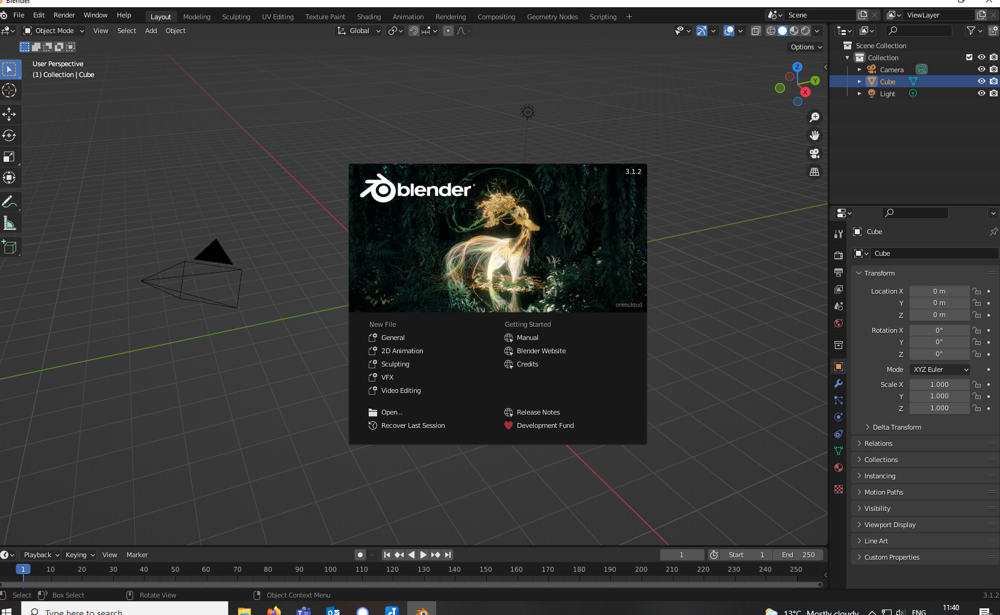 Blender
File Edit Render Window Help Layout Modeling Sculpting UV Editing Texture Paint Shading Animation Rendering Compositing Geometry Nodes Scripting + Scene ViewLayer
Object Mode View Select Add Object Global
Options
User Perspective
(1) Collection | Cube
Z
Y
X
Scene Collection
Collection
Camera
Cube
Light
blender
3.1.2
orencloud
New File
General
2D Animation
Sculpting
VFX
Video Editing
Open...
Recover Last Session
Getting Started
Manual
Blender Website
Credits
Release Notes
Development Fund
Cube
Cube
Transform
Location X 0 m
Y 0 m
Z 0 m
Rotation X 0°
Y 0°
Z 0°
Mode XYZ Euler
Scale X 1.000
Y 1.000
Z 1.000
Delta Transform
Relations
Collections
Instancing
Motion Paths
Visibility
Viewport Display
Line Art
Custom Properties
Playback Keying View Marker 1 Start 1 End 250
1 10 20 30 40 50 60 70 80 90 100 110 120 130 140 150 160 170 180 190 200 210 220 230 240 250
Select Box Select Rotate View Object Context Menu 3.1.2
Type here to search 13°C Mostly cloudy ENG 11:40